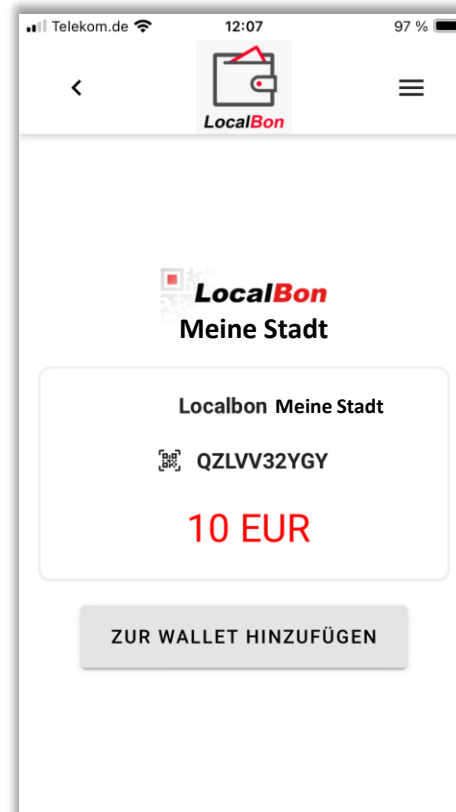 Telekom.de 12:07 97 %
LocalBon
LocalBon
Meine Stadt
Localbon Meine Stadt
QZLVV32YGY
10 EUR
ZUR WALLET HINZUFÜGEN